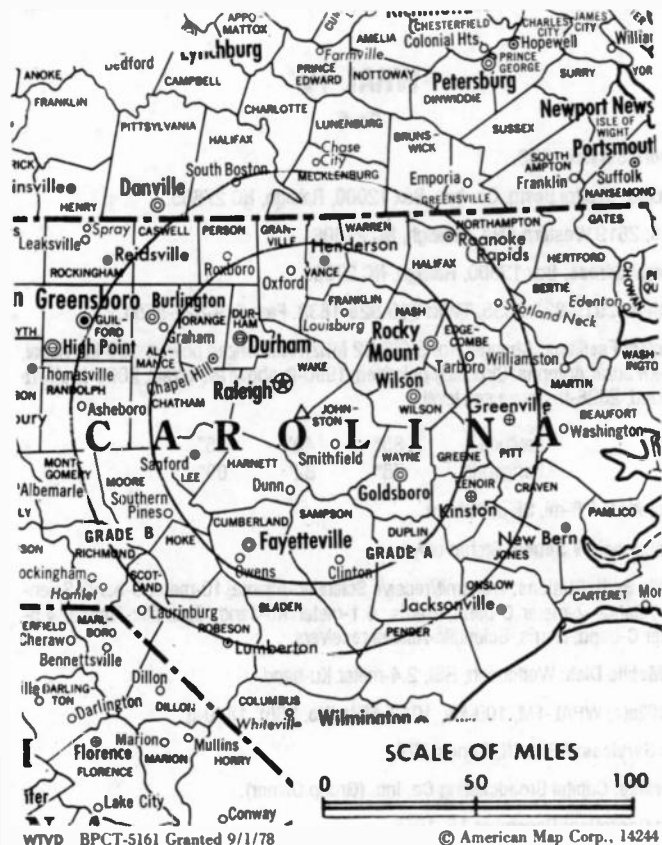 APPO-
MATTOX
Lynchburg
AMELIA
CHESTERFIELD
Colonial Hts.
CHARLES
CITY
JAMES
CITY
Hopewell
Farmville
PRINCE
EDWARD
NOTTOWAY
PRINCE
GEORGE
Petersburg
SURRY
YOR
ANOKE
CAMPBELL
DINWIDDIE
FRANKLIN
CHARLOTTE
LUNENBURG
SUSSEX
Newport News
ISLE OF
WIGHT
PITTSYLVANIA
HALIFAX
BRUNS-
WICK
Chase
City
SOUTH
AMPTON
Portsmout
South Boston
MECKLENBURG
Emporia
Franklin
Suffolk
RICK
insville
HENRY
Danville
GREENSVILLE
NANSEMOND
Spray
CASWELL
PERSON
GRAN-
VILLE
WARREN
NORTHAMPTON
GATES
Leaksville
Reidsville
Henderson
Roanoke
Rapids
HERTFORD
ROCKINGHAM
Roxboro
Oxford
VANCE
HALIFAX
BERTIE
CHOWAN
Greensboro
Burlington
FRANKLIN
Louisburg
NASH
Scotland Neck
Edenton
GUIL-
FORD
Graham
ORANGE
DUR-
HAM
Durham
Rocky
Mount
EDGE-
COMBE
Williamston
WASH-
INGTO
High Point
ALA-
MANCE
Chapel Hill
WAKE
Tarboro
MARTIN
Thomasville
RANDOLPH
CHATHAM
Raleigh
Wilson
WILSON
Greenville
BEAUFORT
Asheboro
JOHN-
STON
Washington
CAROLINA
MONT-
GOMERY
Sanford
LEE
HARNETT
Smithfield
WAYNE
GREENE
PITT
Albemarle
MOORE
Dunn
Goldsboro
LENOIR
CRAVEN
Southern
Pines
SAMPSON
Kinston
PAMLICO
GRADE B
HOKE
CUMBERLAND
DUPLIN
RICHMOND
Fayetteville
GRADE A
New Bern
JONES
ockingham
Hamlet
SCOT-
LAND
Owens
Clinton
ONSLOW
CARTERET
Mor
Laurinburg
BLADEN
Jacksonville
ERFIELD
Cheraw
MARL-
BORO
ROBESON
PENDER
Bennettsville
Lumberton
Dillon
DARLING-
TON
Darlington
DILLON
COLUMBUS
Whiteville
Wilmington
Florence
FLORENCE
Marion
MARION
Mullins
HORRY
SCALE OF MILES
0 50 100
Lake City
Conway
WTVD BPCT-5161 Granted 9/1/78 © American Map Corp., 14244